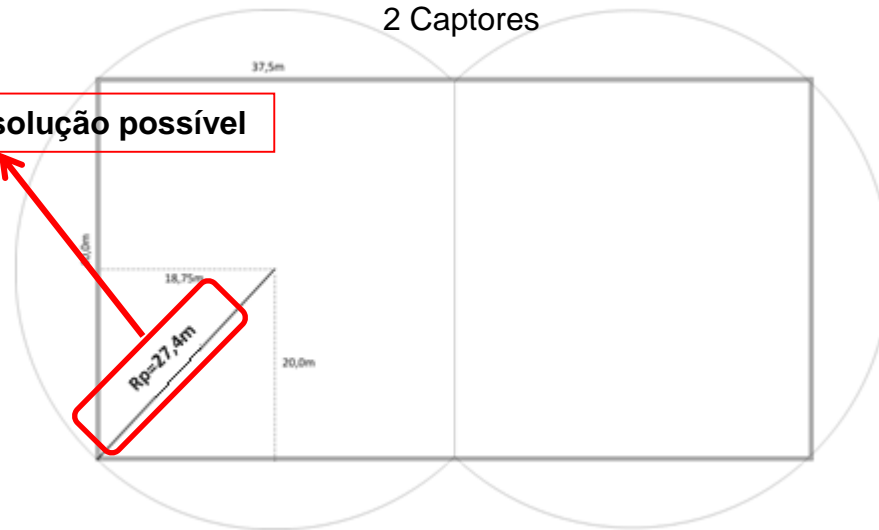 2 Captores
37,5m
solução possível
18,75m
Rp=27,4m
20,0m